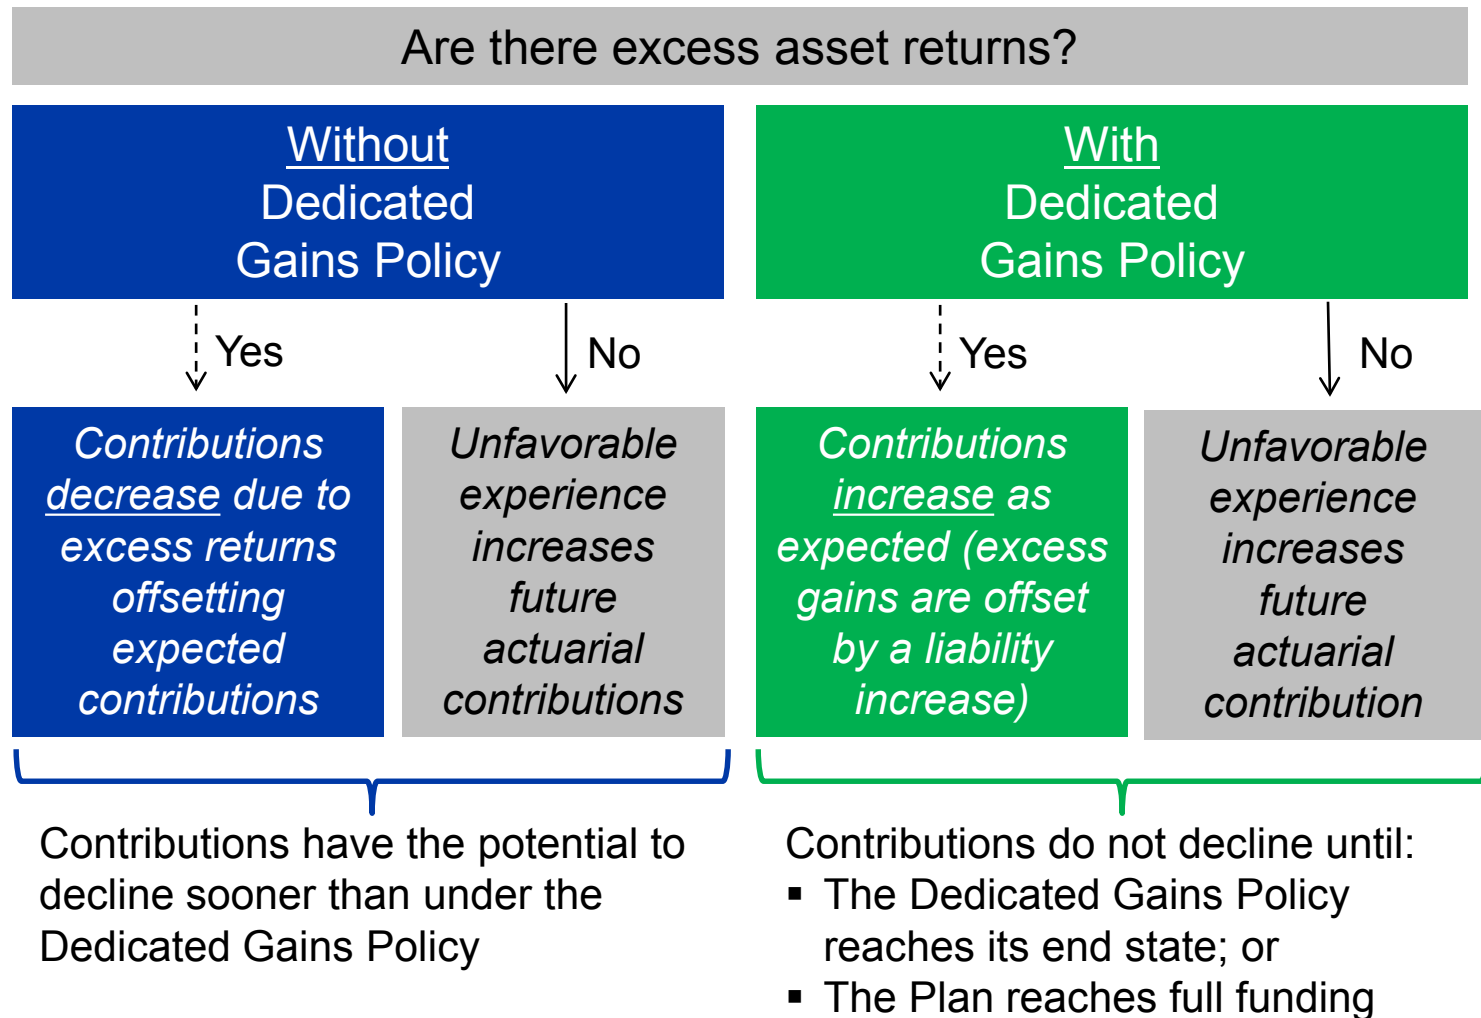 Are there excess asset returns?
Without
Dedicated
Gains Policy
With
Dedicated
Gains Policy
Yes
No
Yes
No
Contributions
decrease due to
excess returns
offsetting
expected
contributions
Unfavorable
experience
increases
future
actuarial
contributions
Contributions
increase as
expected (excess
gains are offset
by a liability
increase)
Unfavorable
experience
increases
future
actuarial
contribution
Contributions have the potential to
decline sooner than under the
Dedicated Gains Policy
Contributions do not decline until:
▪ The Dedicated Gains Policy
reaches its end state; or
▪ The Plan reaches full funding